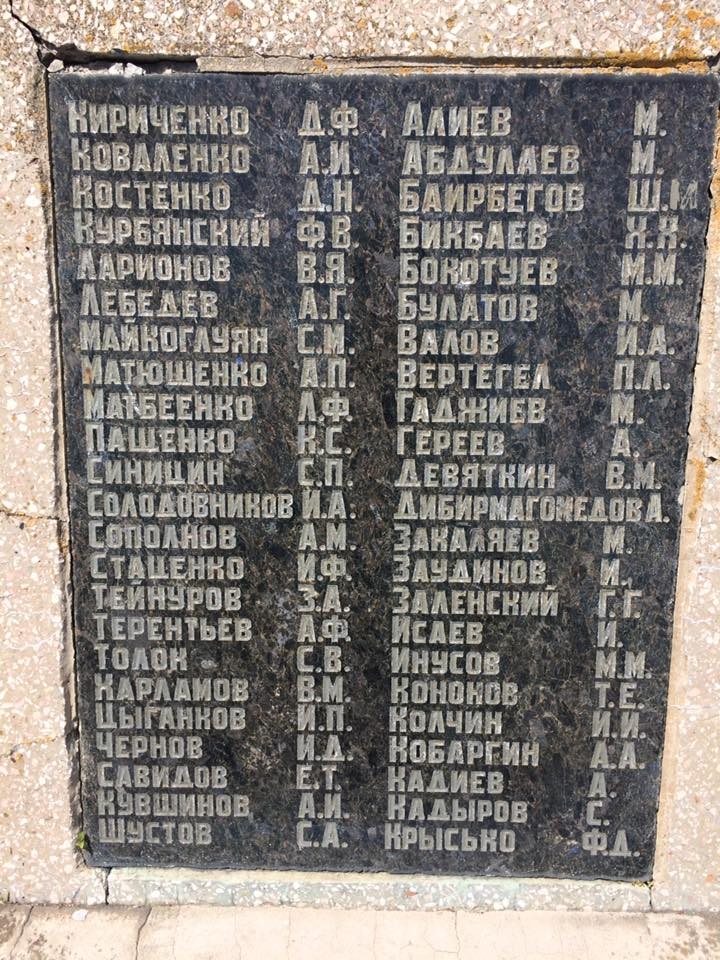 Кириченко Д.Ф.
Коваленко А.И.
Костенко Д.Н.
Курбянский Ф.В.
Ларионов В.Я.
Лебедев А.Г.
Майкоглуян С.М.
Матюшенко А.П.
Матвеенко Л.Ф.
Пащенко К.С.
Синицин С.П.
Солодовников И.А.
Сополнов А.М.
Стаценко И.Ф.
Тейнуров З.А.
Терентьев А.Ф.
Толок С.В.
Харламов В.М.
Цыганков И.П.
Чернов И.Д.
Савидов Е.Т.
Кувшинов А.И.
Шустов С.А.
Алиев М.
Абдулаев М.
Баирбегов Ш.М
Бикбаев Х.Х.
Бокотуев М.М.
Булатов М.
Валов И.А.
Вертегел П.Л.
Гаджиев М.
Гереев А.
Девяткин В.М.
Дибирмагомедов А.
Закаляев М.
Заудинов И.
Заленский Г.Г.
Исаев И.
Инусов М.М.
Коноков Т.Е.
Колчин И.И.
Кобаргин А.А.
Кадиев А.
Кадыров С.
Крысько Ф.Д.